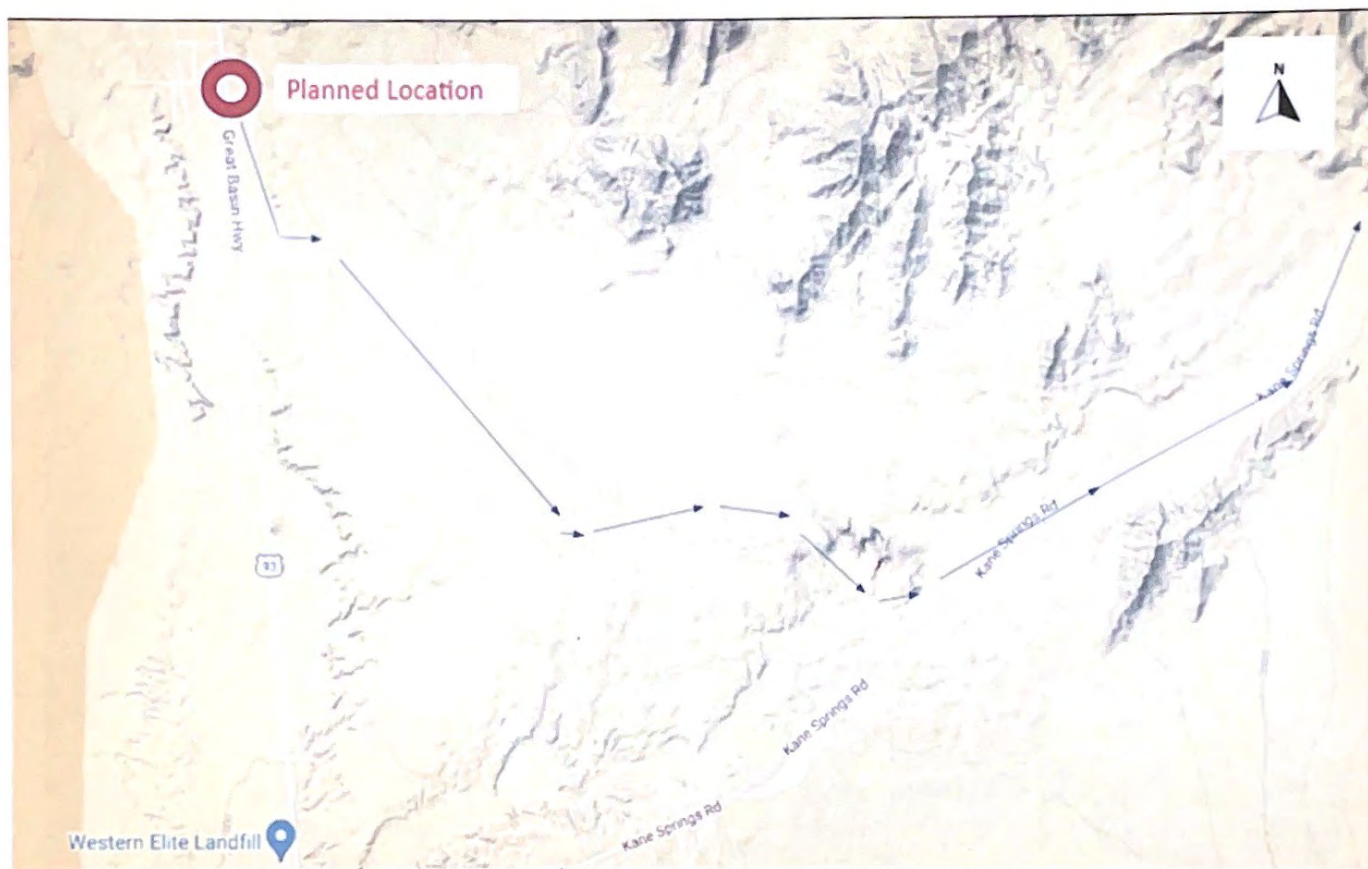 N
Planned Location
Great Basin Hwy
Kane Springs Rd
Kane Springs Rd
93
Kane Springs Rd
Kane Springs Rd
Western Elite Landfill